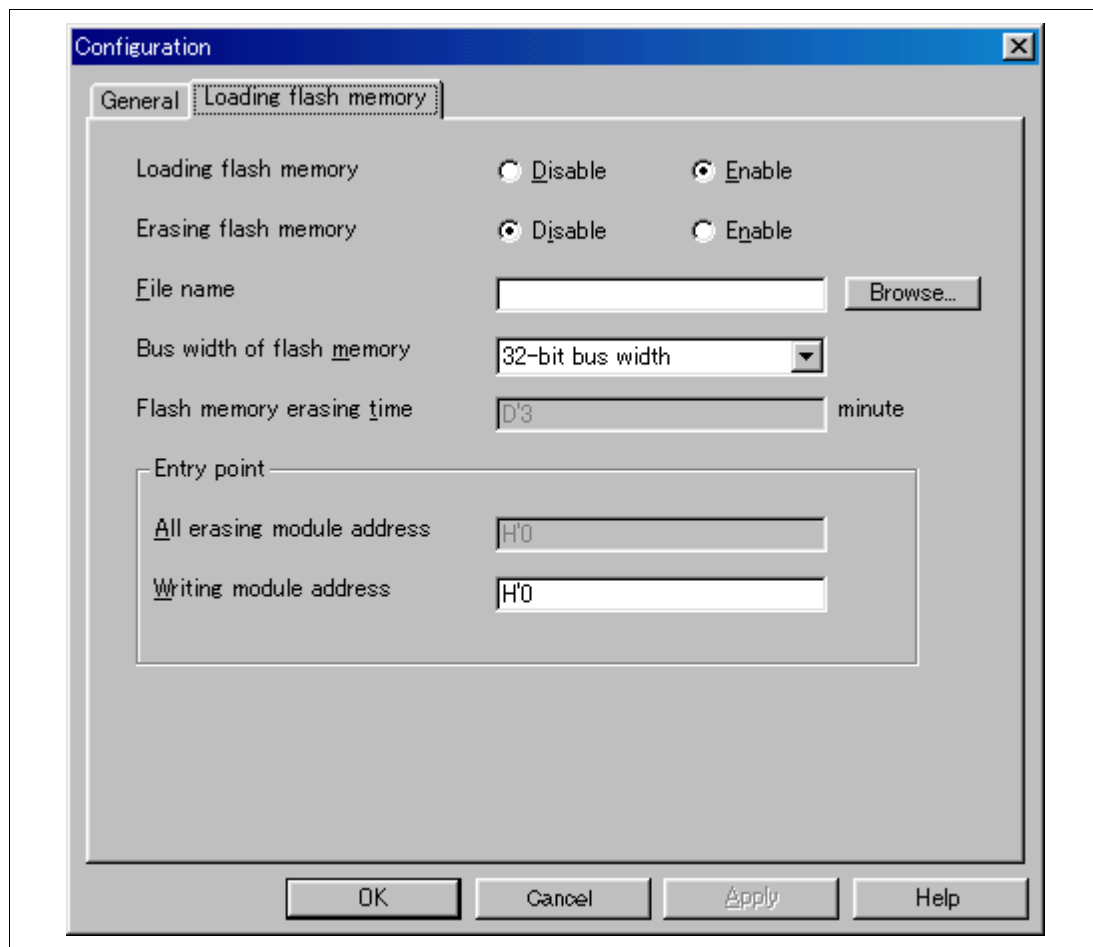 Configuration
General Loading flash memory
Loading flash memory Disable Enable
Erasing flash memory Disable Enable
File name Browse...
Bus width of flash memory 32-bit bus width
Flash memory erasing time D'3 minute
Entry point
All erasing module address H'0
Writing module address H'0
OK Cancel Apply Help